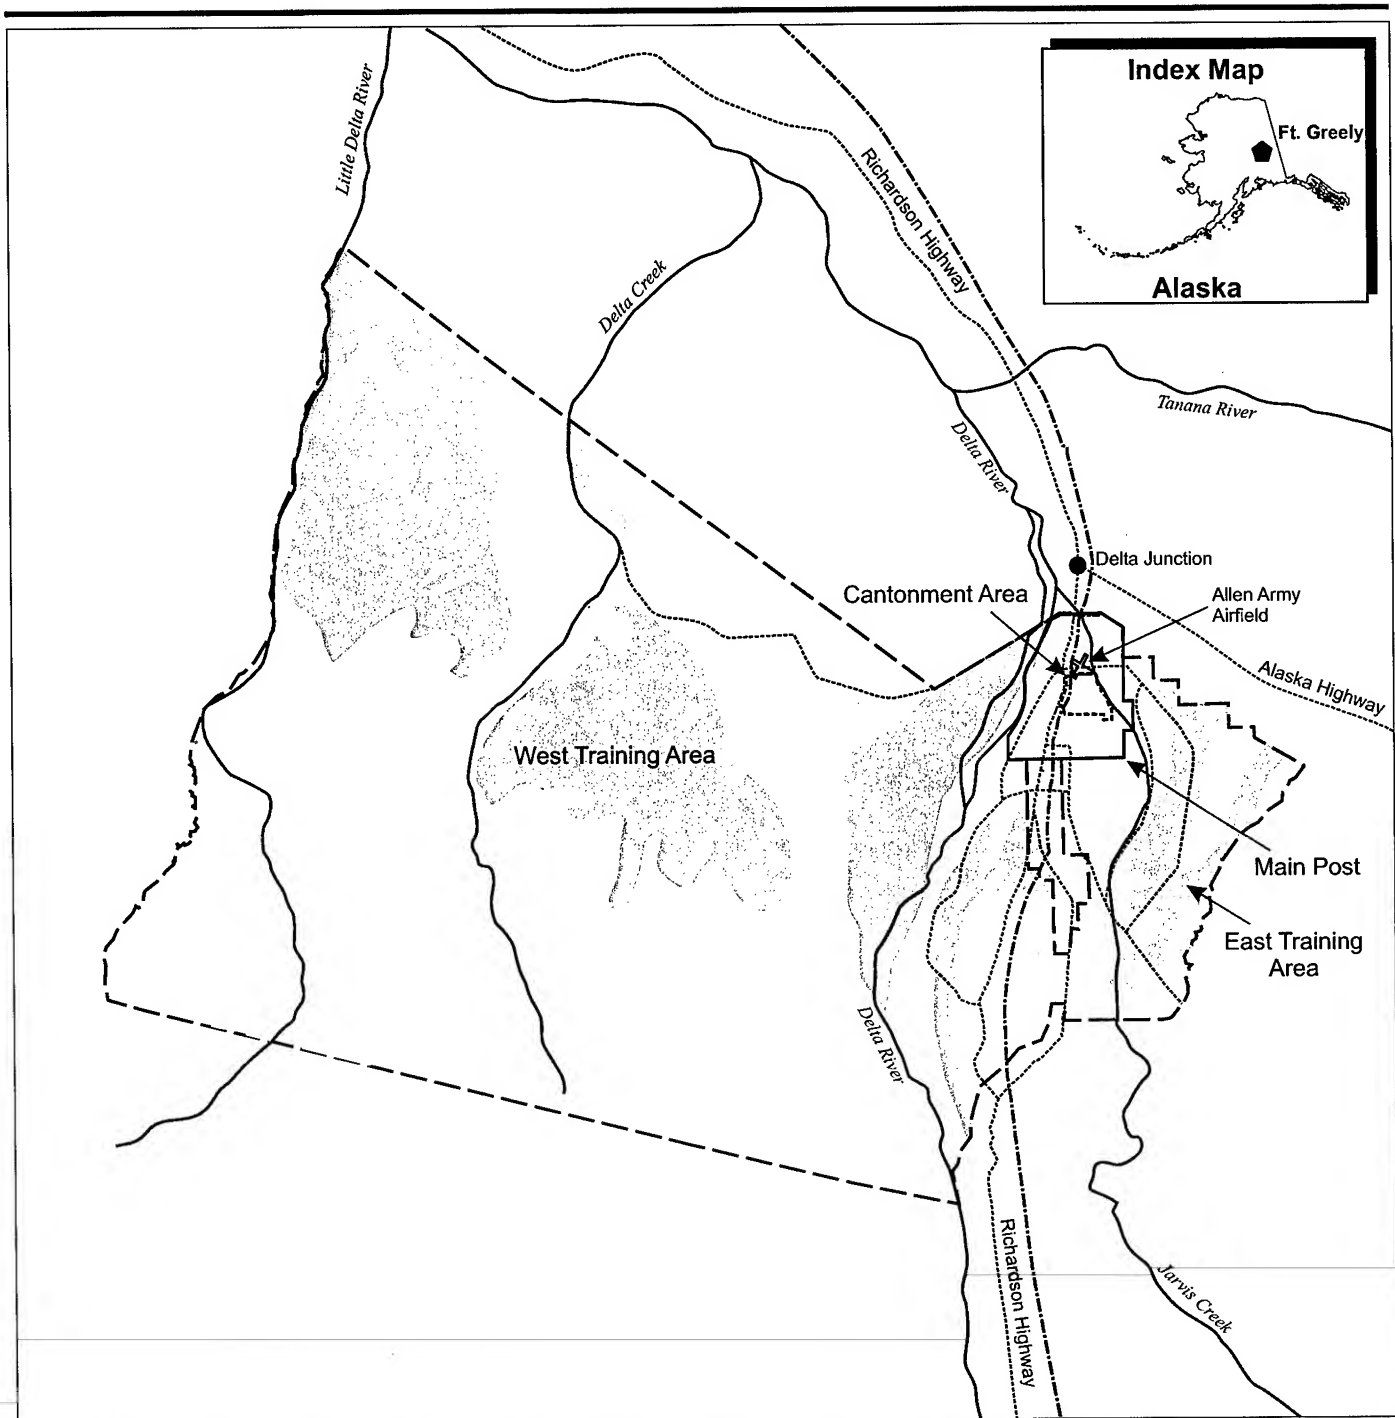 Index Map
Ft. Greely
Alaska
Little Delta River
Richardson Highway
Delta Creek
Tanana River
Delta River
Delta Junction
Cantonment Area
Allen Army
Airfield
Alaska Highway
West Training Area
Main Post
East Training
Area
Delta River
Richardson Highway
Jarvis Creek